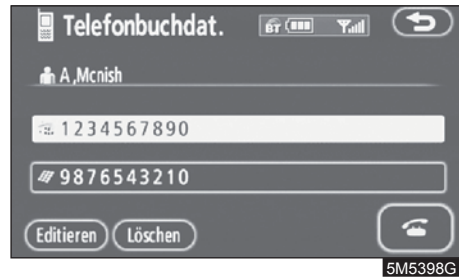 Telefonbuchdat. BT
A,Mcnish
1234567890
9876543210
Editieren Löschen
5M5398G